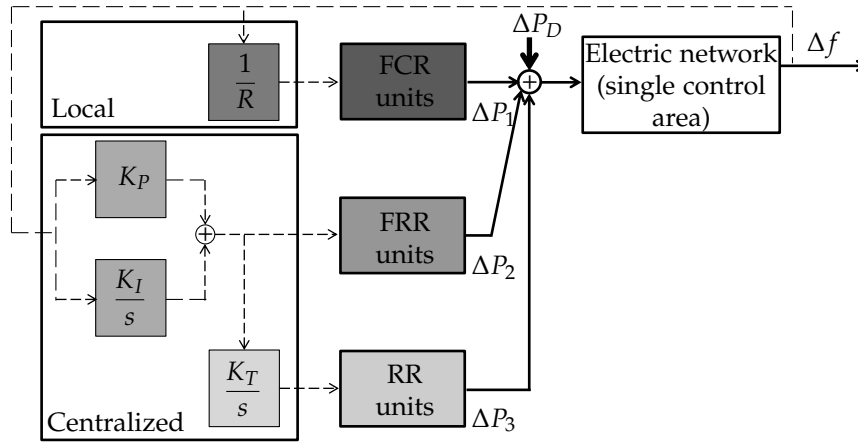 ΔP_D
Δf
1
R
Local
FCR
units
ΔP_1
Electric network
(single control
area)
K_P
K_I
s
FRR
units
ΔP_2
K_T
s
Centralized
RR
units
ΔP_3